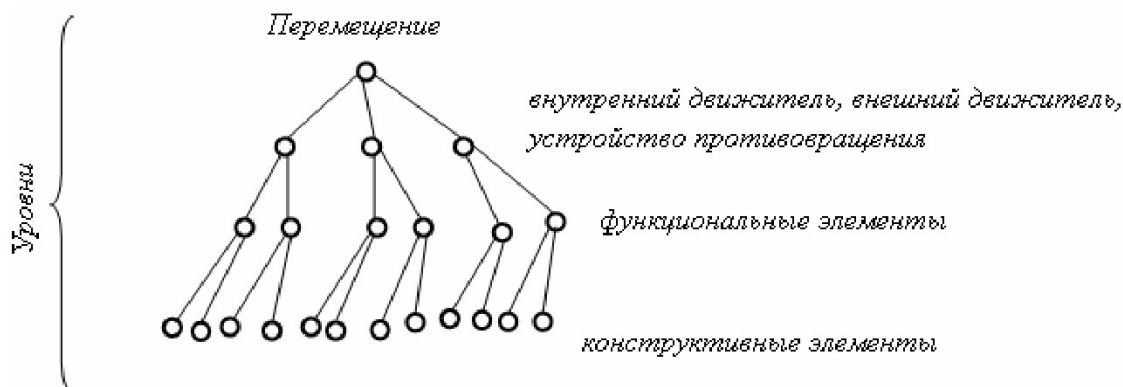 Перемещение
внутренний движитель, внешний движитель,
устройство противовращения
Уровни
функциональные элементы
конструктивные элементы